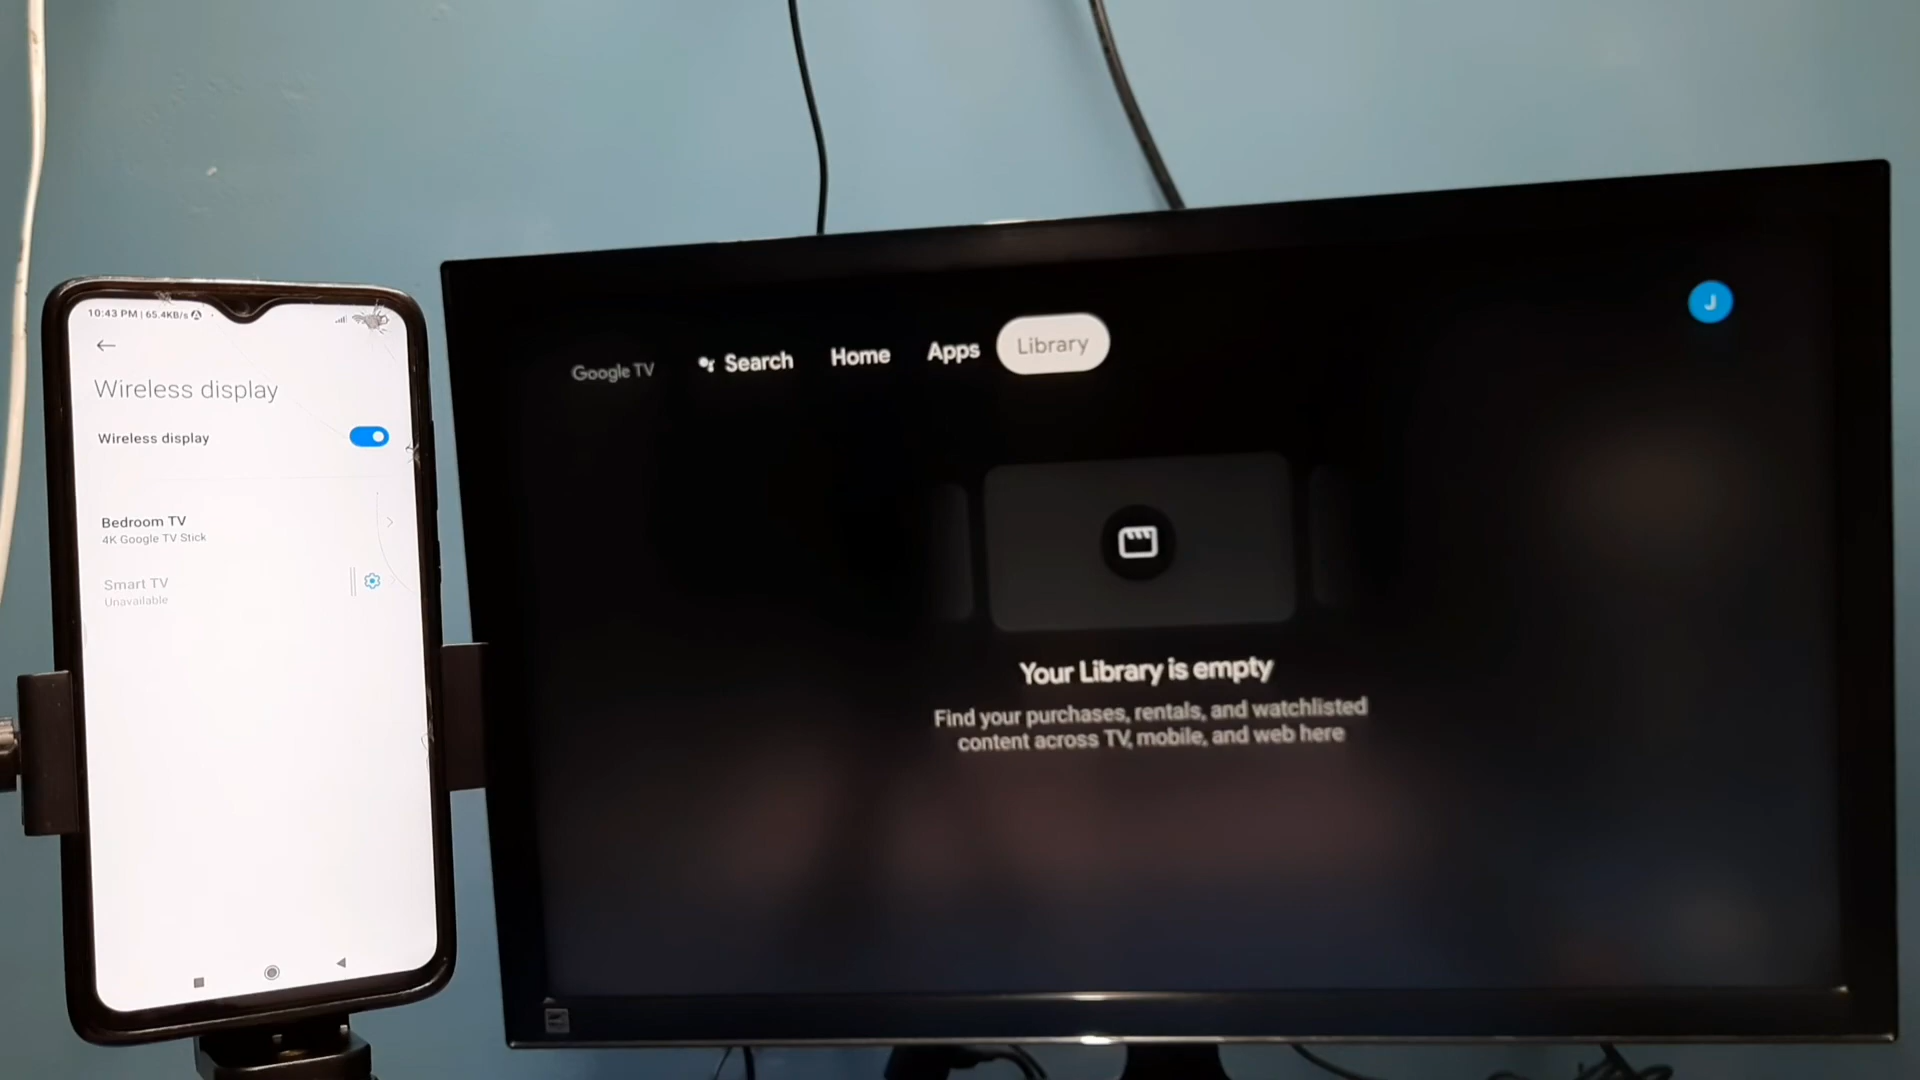 10:43 PM | 65.4KB/s
Wireless display
Wireless display
Bedroom TV
4K Google TV Stick
Smart TV
Unavailable
Google TV Search Home Apps Library
J
Your Library is empty
Find your purchases, rentals, and watchlisted
content across TV, mobile, and web here